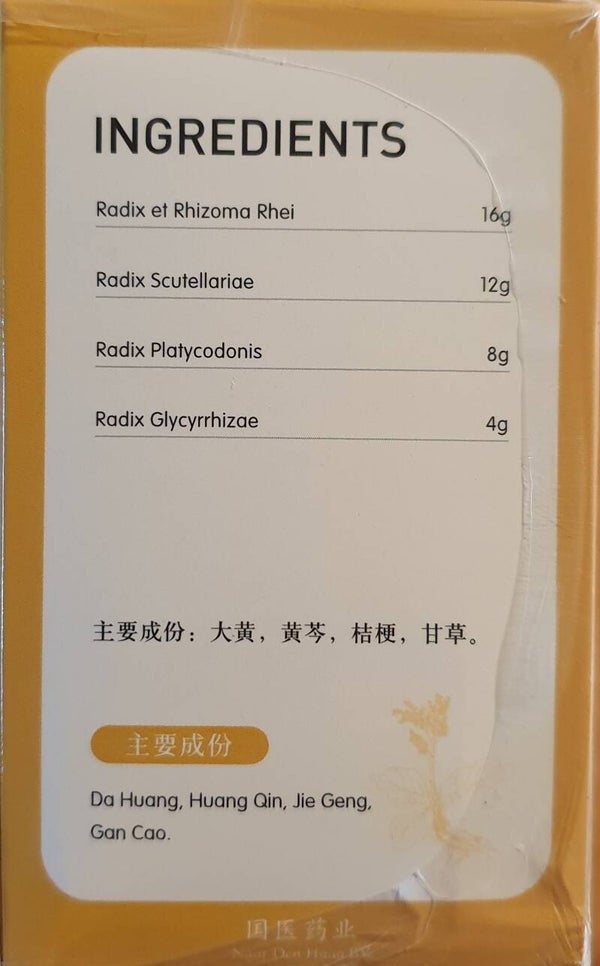 INGREDIENTS
Radix et Rhizoma Rhei 16g
Radix Scutellariae 12g
Radix Platycodonis 8g
Radix Glycyrrhizae 4g
主要成份：大黄，黄芩，桔梗，甘草。
主要成份
Da Huang, Huang Qin, Jie Geng,
Gan Cao.
国医药业